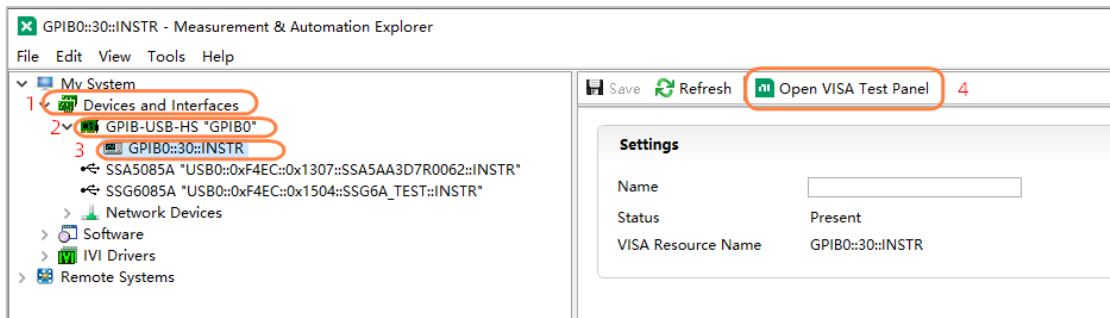 GPIB0::30::INSTR - Measurement & Automation Explorer
File Edit View Tools Help
My System
1 Devices and Interfaces
2 GPIB-USB-HS "GPIB0"
3 GPIB0::30::INSTR
SSA5085A "USB0::0xF4EC::0x1307::SSA5AA3D7R0062::INSTR"
SSG6085A "USB0::0xF4EC::0x1504::SSG6A_TEST::INSTR"
Network Devices
Software
IVI Drivers
Remote Systems
Save Refresh Open VISA Test Panel 4
Settings
Name
Status Present
VISA Resource Name GPIB0::30::INSTR